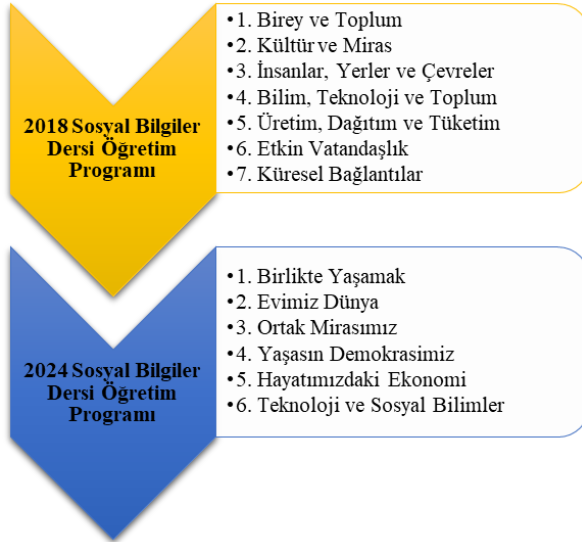 2018 Sosyal Bilgiler
Dersi Öğretim
Programı
•1. Birey ve Toplum
•2. Kültür ve Miras
•3. İnsanlar, Yerler ve Çevreler
•4. Bilim, Teknoloji ve Toplum
•5. Üretim, Dağıtım ve Tüketim
•6. Etkin Vatandaşlık
•7. Küresel Bağlantılar
2024 Sosyal Bilgiler
Dersi Öğretim
Programı
•1. Birlikte Yaşamak
•2. Evimiz Dünya
•3. Ortak Mirasımız
•4. Yaşasın Demokrasimiz
•5. Hayatımızdaki Ekonomi
•6. Teknoloji ve Sosyal Bilimler